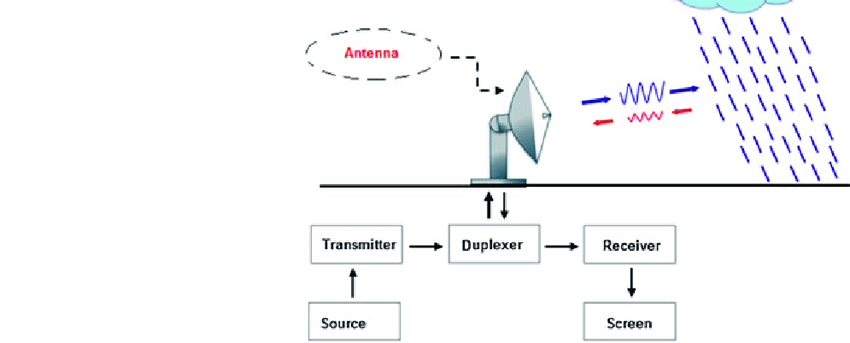 Antenna
Transmitter
Duplexer
Receiver
Source
Screen